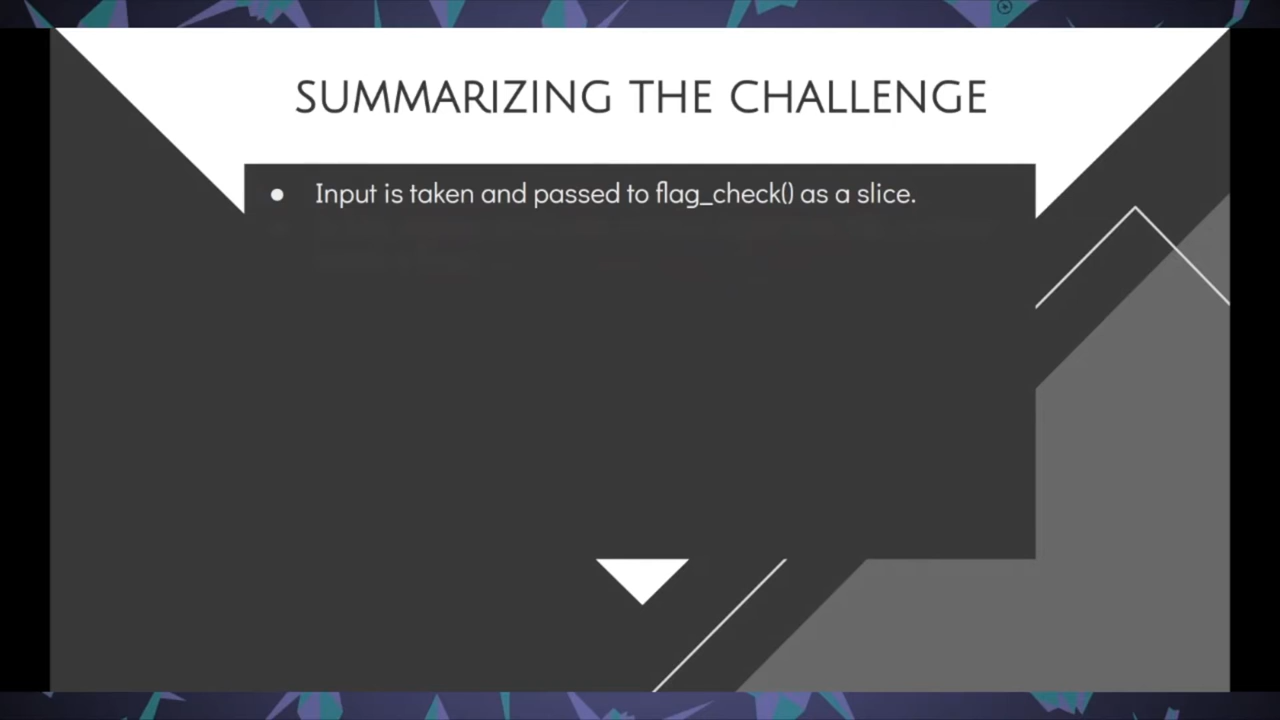 SUMMARIZING THE CHALLENGE
● Input is taken and passed to flag_check() as a slice.